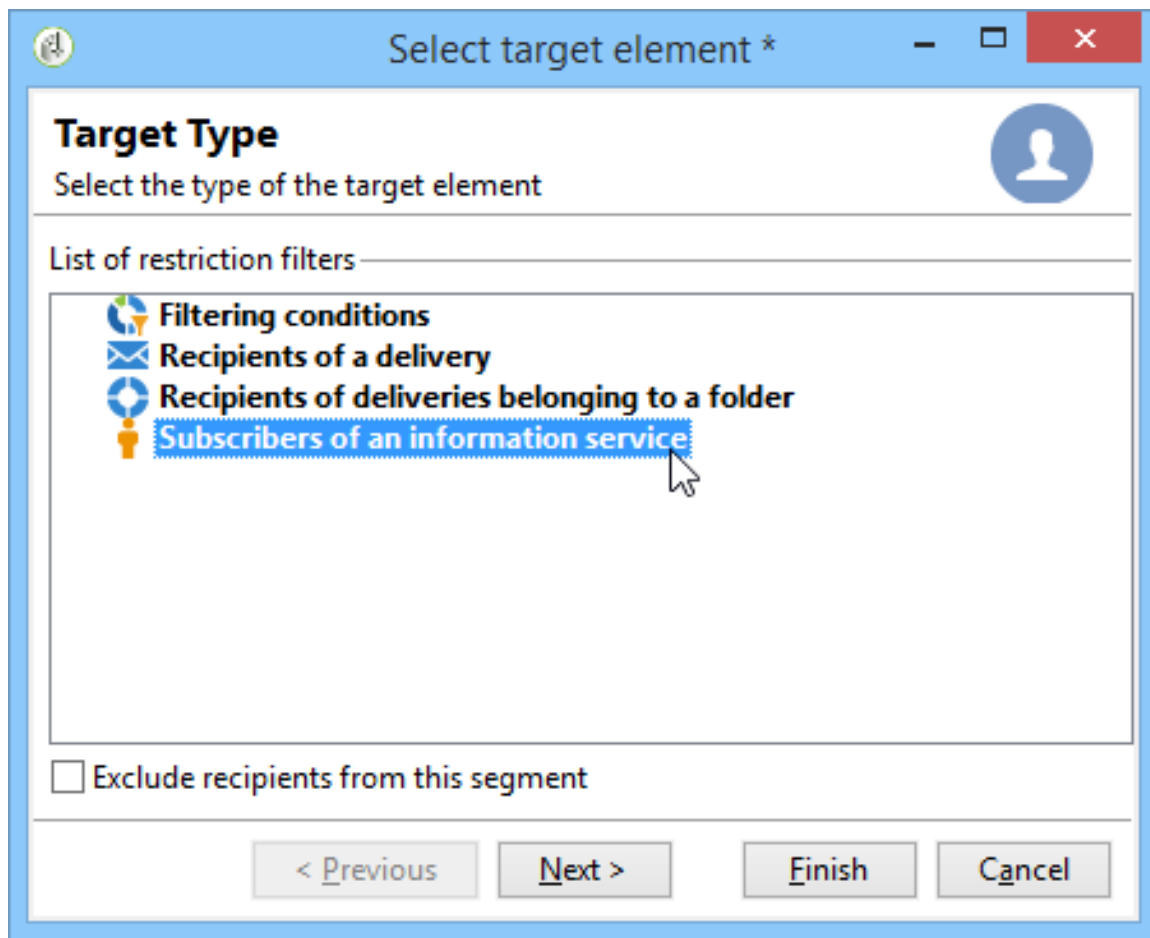 Select target element *
Target Type
Select the type of the target element
List of restriction filters
Filtering conditions
Recipients of a delivery
Recipients of deliveries belonging to a folder
Subscribers of an information service
Exclude recipients from this segment
< Previous Next > Finish Cancel